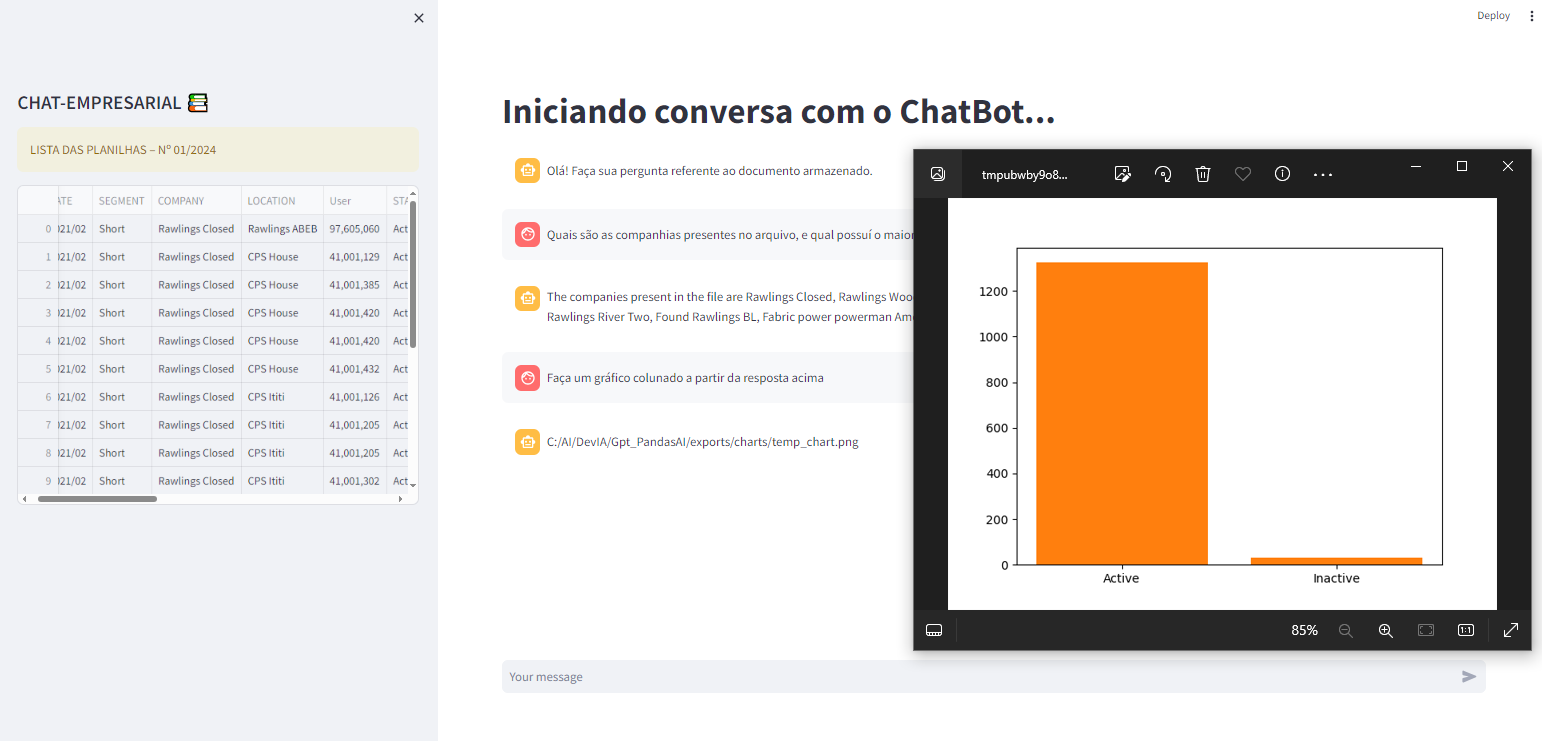 Deploy
CHAT-EMPRESARIAL
LISTA DAS PLANILHAS – Nº 01/2024
SEGMENT COMPANY LOCATION User
0 021/02 Short Rawlings Closed Rawlings ABEB 97,605,060 Act
1 021/02 Short Rawlings Closed CPS House 41,001,129 Act
2 021/02 Short Rawlings Closed CPS House 41,001,385 Act
3 021/02 Short Rawlings Closed CPS House 41,001,420 Act
4 021/02 Short Rawlings Closed CPS House 41,001,420 Act
5 021/02 Short Rawlings Closed CPS House 41,001,432 Act
6 021/02 Short Rawlings Closed CPS Ititi 41,001,126 Act
7 021/02 Short Rawlings Closed CPS Ititi 41,001,205 Act
8 021/02 Short Rawlings Closed CPS Ititi 41,001,205 Act
9 021/02 Short Rawlings Closed CPS Ititi 41,001,302 Act
Iniciando conversa com o ChatBot...
Olá! Faça sua pergunta referente ao documento armazenado.
Quais são as companhias presentes no arquivo, e qual possuí o maior
The companies present in the file are Rawlings Closed, Rawlings
Rawlings River Two, Found Rawlings BL, Fabric power powerman
Faça um gráfico colunado a partir da resposta acima
C:/AI/DevIA/Gpt_PandasAI/exports/charts/temp_chart.png
Your message
tmpubwby9o8...
1200
1000
800
600
400
200
0
Active Inactive
85%
1:1